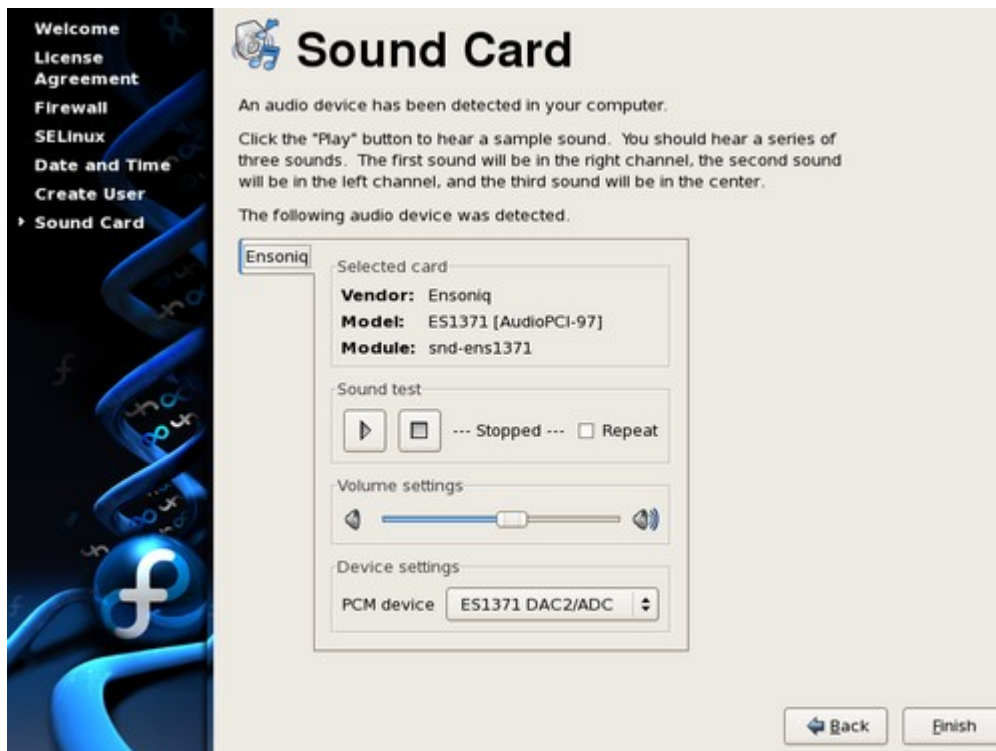 Welcome
License
Agreement
Firewall
SELinux
Date and Time
Create User
Sound Card
Sound Card
An audio device has been detected in your computer.
Click the "Play" button to hear a sample sound. You should hear a series of
three sounds. The first sound will be in the right channel, the second sound
will be in the left channel, and the third sound will be in the center.
The following audio device was detected.
Ensoniq
Selected card
Vendor: Ensoniq
Model: ES1371 [AudioPCI-97]
Module: snd-ens1371
Sound test
--- Stopped --- Repeat
Volume settings
Device settings
PCM device ES1371 DAC2/ADC
Back Finish